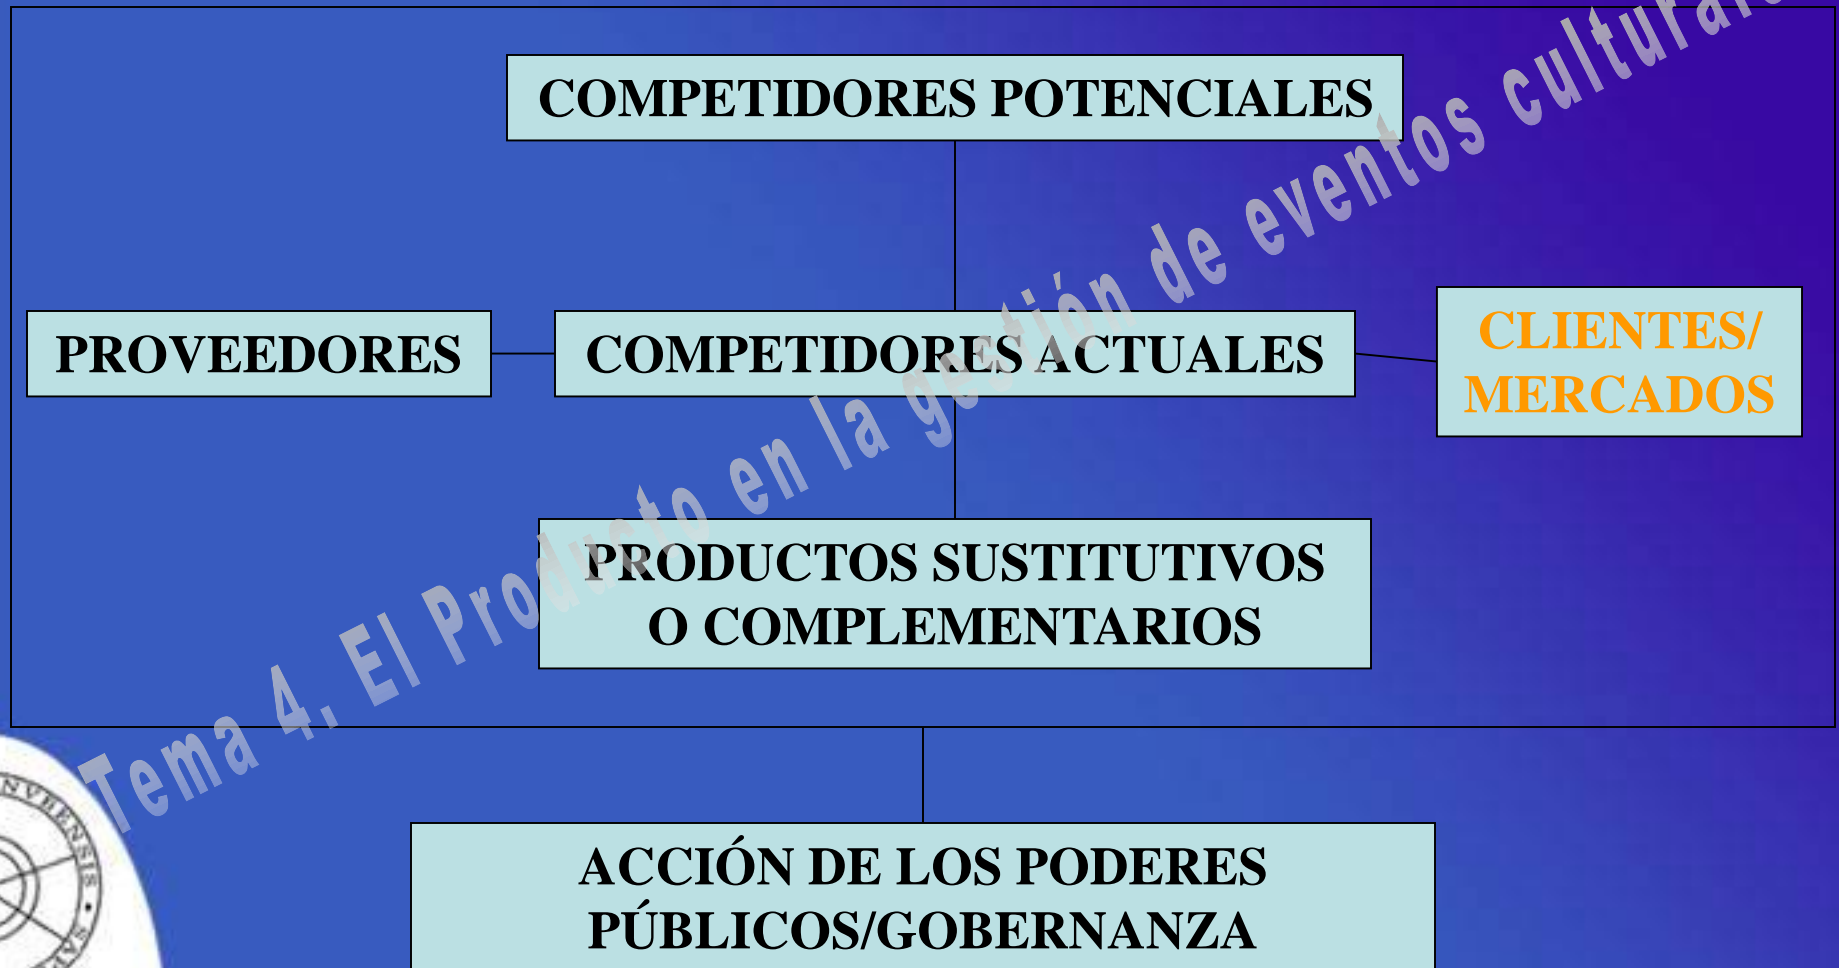 COMPETIDORES POTENCIALES
PROVEEDORES
COMPETIDORES ACTUALES
CLIENTES/
MERCADOS
PRODUCTOS SUSTITUTIVOS
O COMPLEMENTARIOS
Tema 4. El Producto en la gestión de eventos
ACCIÓN DE LOS PODERES
PÚBLICOS/GOBERNANZA